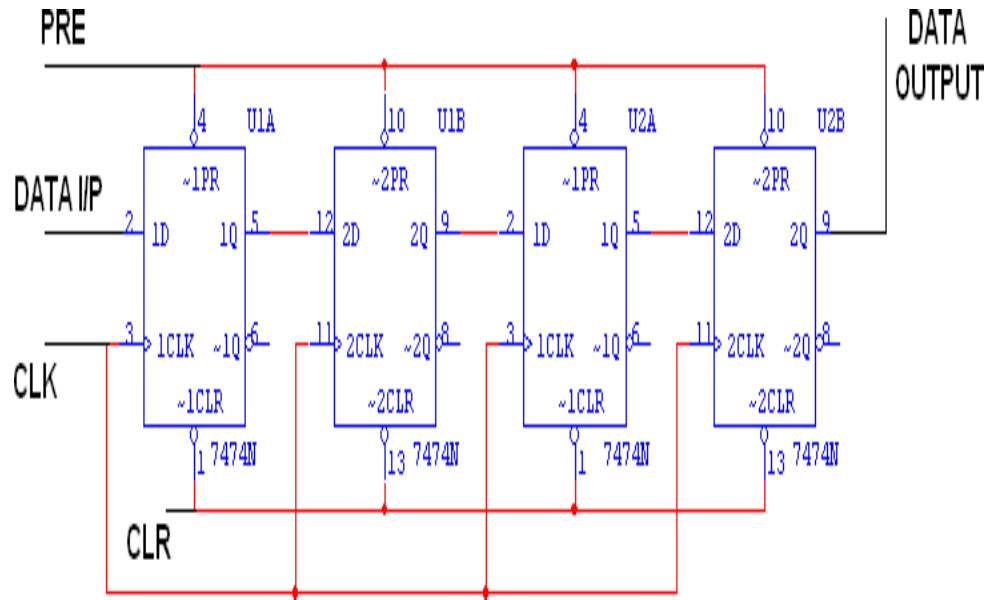 PRE
DATA
OUTPUT
4 U1A 10 U1B 4 U2A 10 U2B
~1PR ~2PR ~1PR ~2PR
DATA I/P
2 1D 1Q 5 12 2D 2Q 9 2 1D 1Q 5 12 2D 2Q 9
3 1CLK ~1Q 6 11 2CLK ~2Q 8 3 1CLK ~1Q 6 11 2CLK ~2Q 8
CLK
~1CLR ~2CLR ~1CLR ~2CLR
1 7474N 13 7474N 1 7474N 13 7474N
CLR